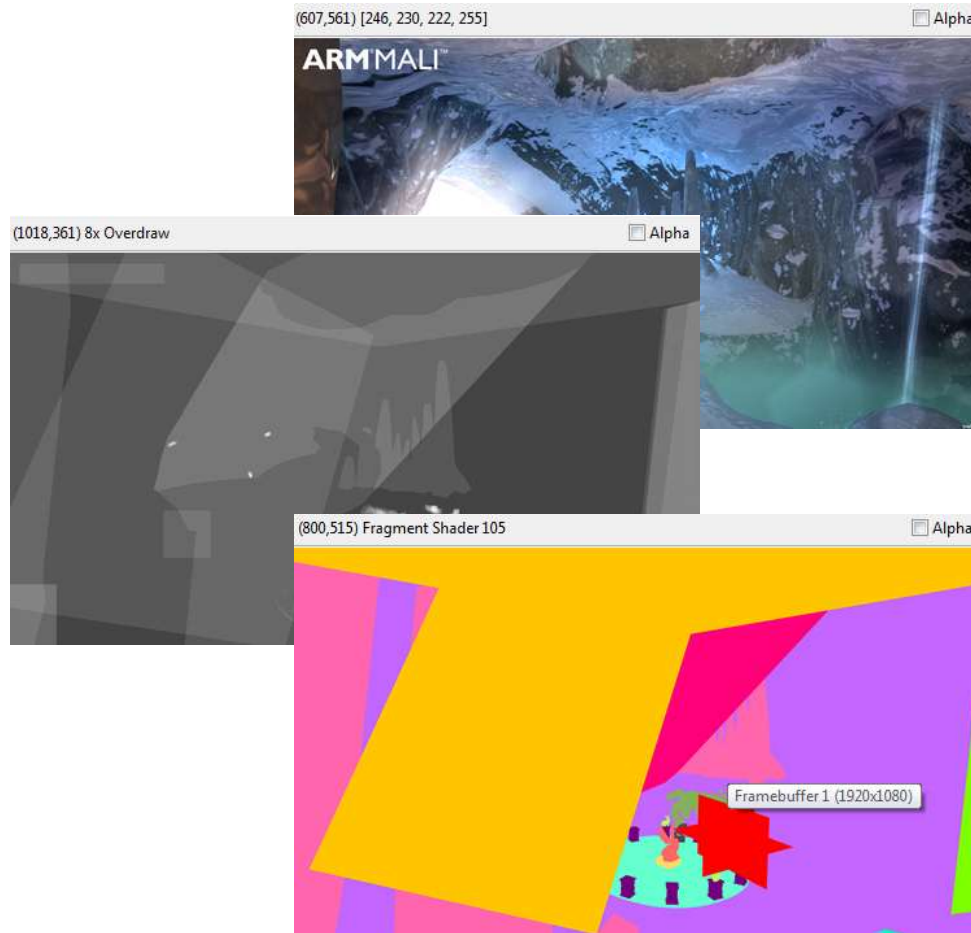 (607,561) [246, 230, 222, 255] Alpha
ARM MALI™
(1018,361) 8x Overdraw Alpha
(800,515) Fragment Shader 105 Alpha
Framebuffer 1 (1920x1080)